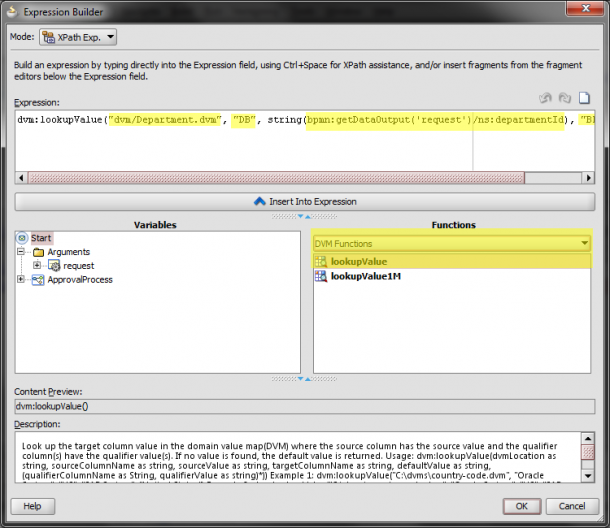 Expression Builder
Mode: XPath Exp.
Build an expression by typing directly into the Expression field, using Ctrl+Space for XPath assistance, and/or insert fragments from the fragment
editors below the Expression field.
Expression:
dvm:lookupValue("dvm/Department.dvm", "DB", string(bpmn:getDataOutput('request')/ns:departmentId), "B
Insert Into Expression
Variables
Functions
Start
Arguments
request
ApprovalProcess
DVM Functions
lookupValue
lookupValue1M
Content Preview:
dvm:lookupValue()
Description:
Look up the target column value in the domain value map(DVM) where the source column has the source value and the qualifier
column(s) have the qualifier value(s). If no value is found, the default value is returned. Usage: dvm:lookupValue(dvmLocation as
string, sourceColumnName as string, sourceValue as string, targetColumnName as string, defaultValue as string,
(qualifierColumnName as String, qualifierValue as string)*)) Example 1: dvm:lookupValue("C:\dvms\country-code.dvm", "Oracle
Help
OK
Cancel